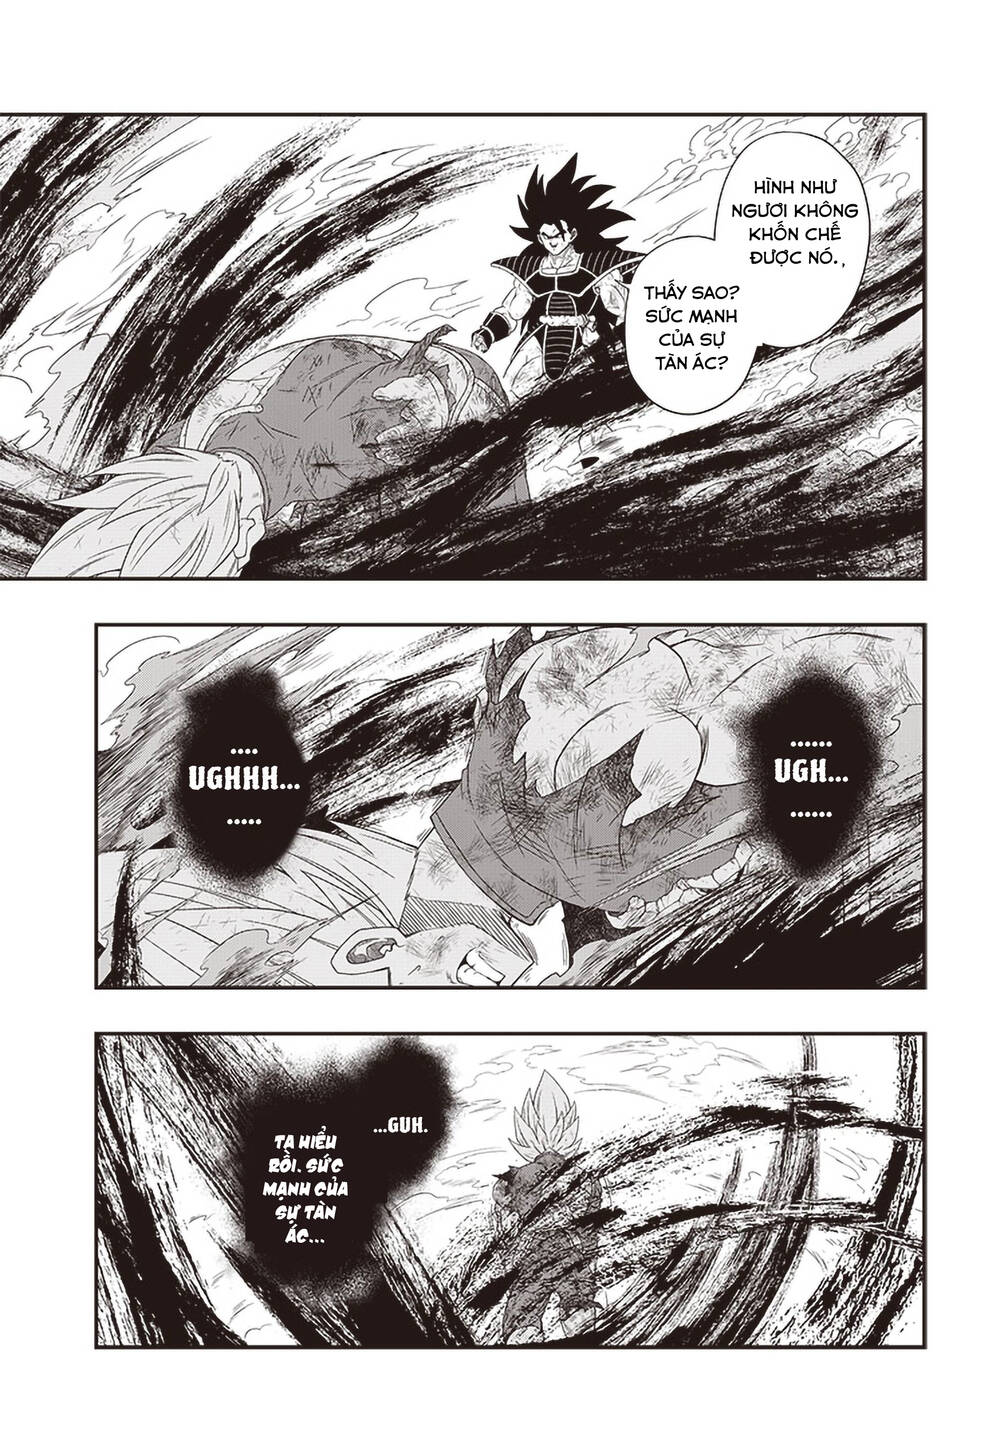 HÌNH NHƯ
NGƯƠI KHÔNG
KHỐN CHẾ
ĐƯỢC NÓ.,
THẤY SAO?
SỨC MẠNH
CỦA SỰ
TÀN ÁC?
......
UGH...
......
....
UGHHH...
.....
...GUH.
TA HIỂU
RỒI. SỨC
MẠNH CỦA
SỰ TÀN
ÁC...